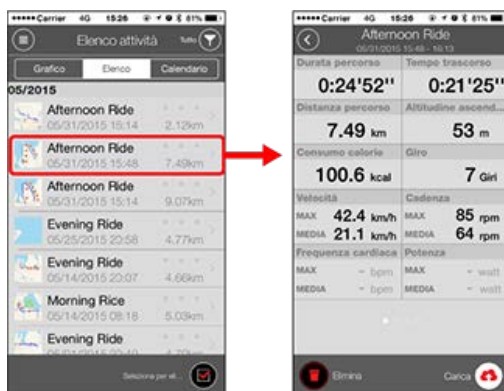 Carrier 4G 15:26 81%
Elenco attività
Tutto
Grafico Elenco Calendario
05/2015
Afternoon Ride
05/31/2015 15:14 2.12km
Afternoon Ride
05/31/2015 15:48 7.49km
Afternoon Ride
05/31/2015 15:14 9.07km
Evening Ride
05/25/2015 20:58 4.77km
Evening Ride
05/14/2015 22:07 4.66km
Morning Rice
05/14/2015 08:18 5.03km
Evening Ride
Seleziona per eli...
Carrier 4G 15:26 81%
Afternoon Ride
05/31/2015 15:48 - 16:13
Durata percorso Tempo trascorso
0:24'52" 0:21'25"
Distanza percorso Altitudine ascend...
7.49 km 53 m
Consumo calorie Giro
100.6 kcal 7 Giri
Velocità Cadenza
MAX 42.4 km/h MAX 85 rpm
MEDIA 21.1 km/h MEDIA 64 rpm
Frequenza cardiaca Potenza
MAX - bpm MAX - watt
MEDIA - bpm MEDIA - watt
Elimina Carica